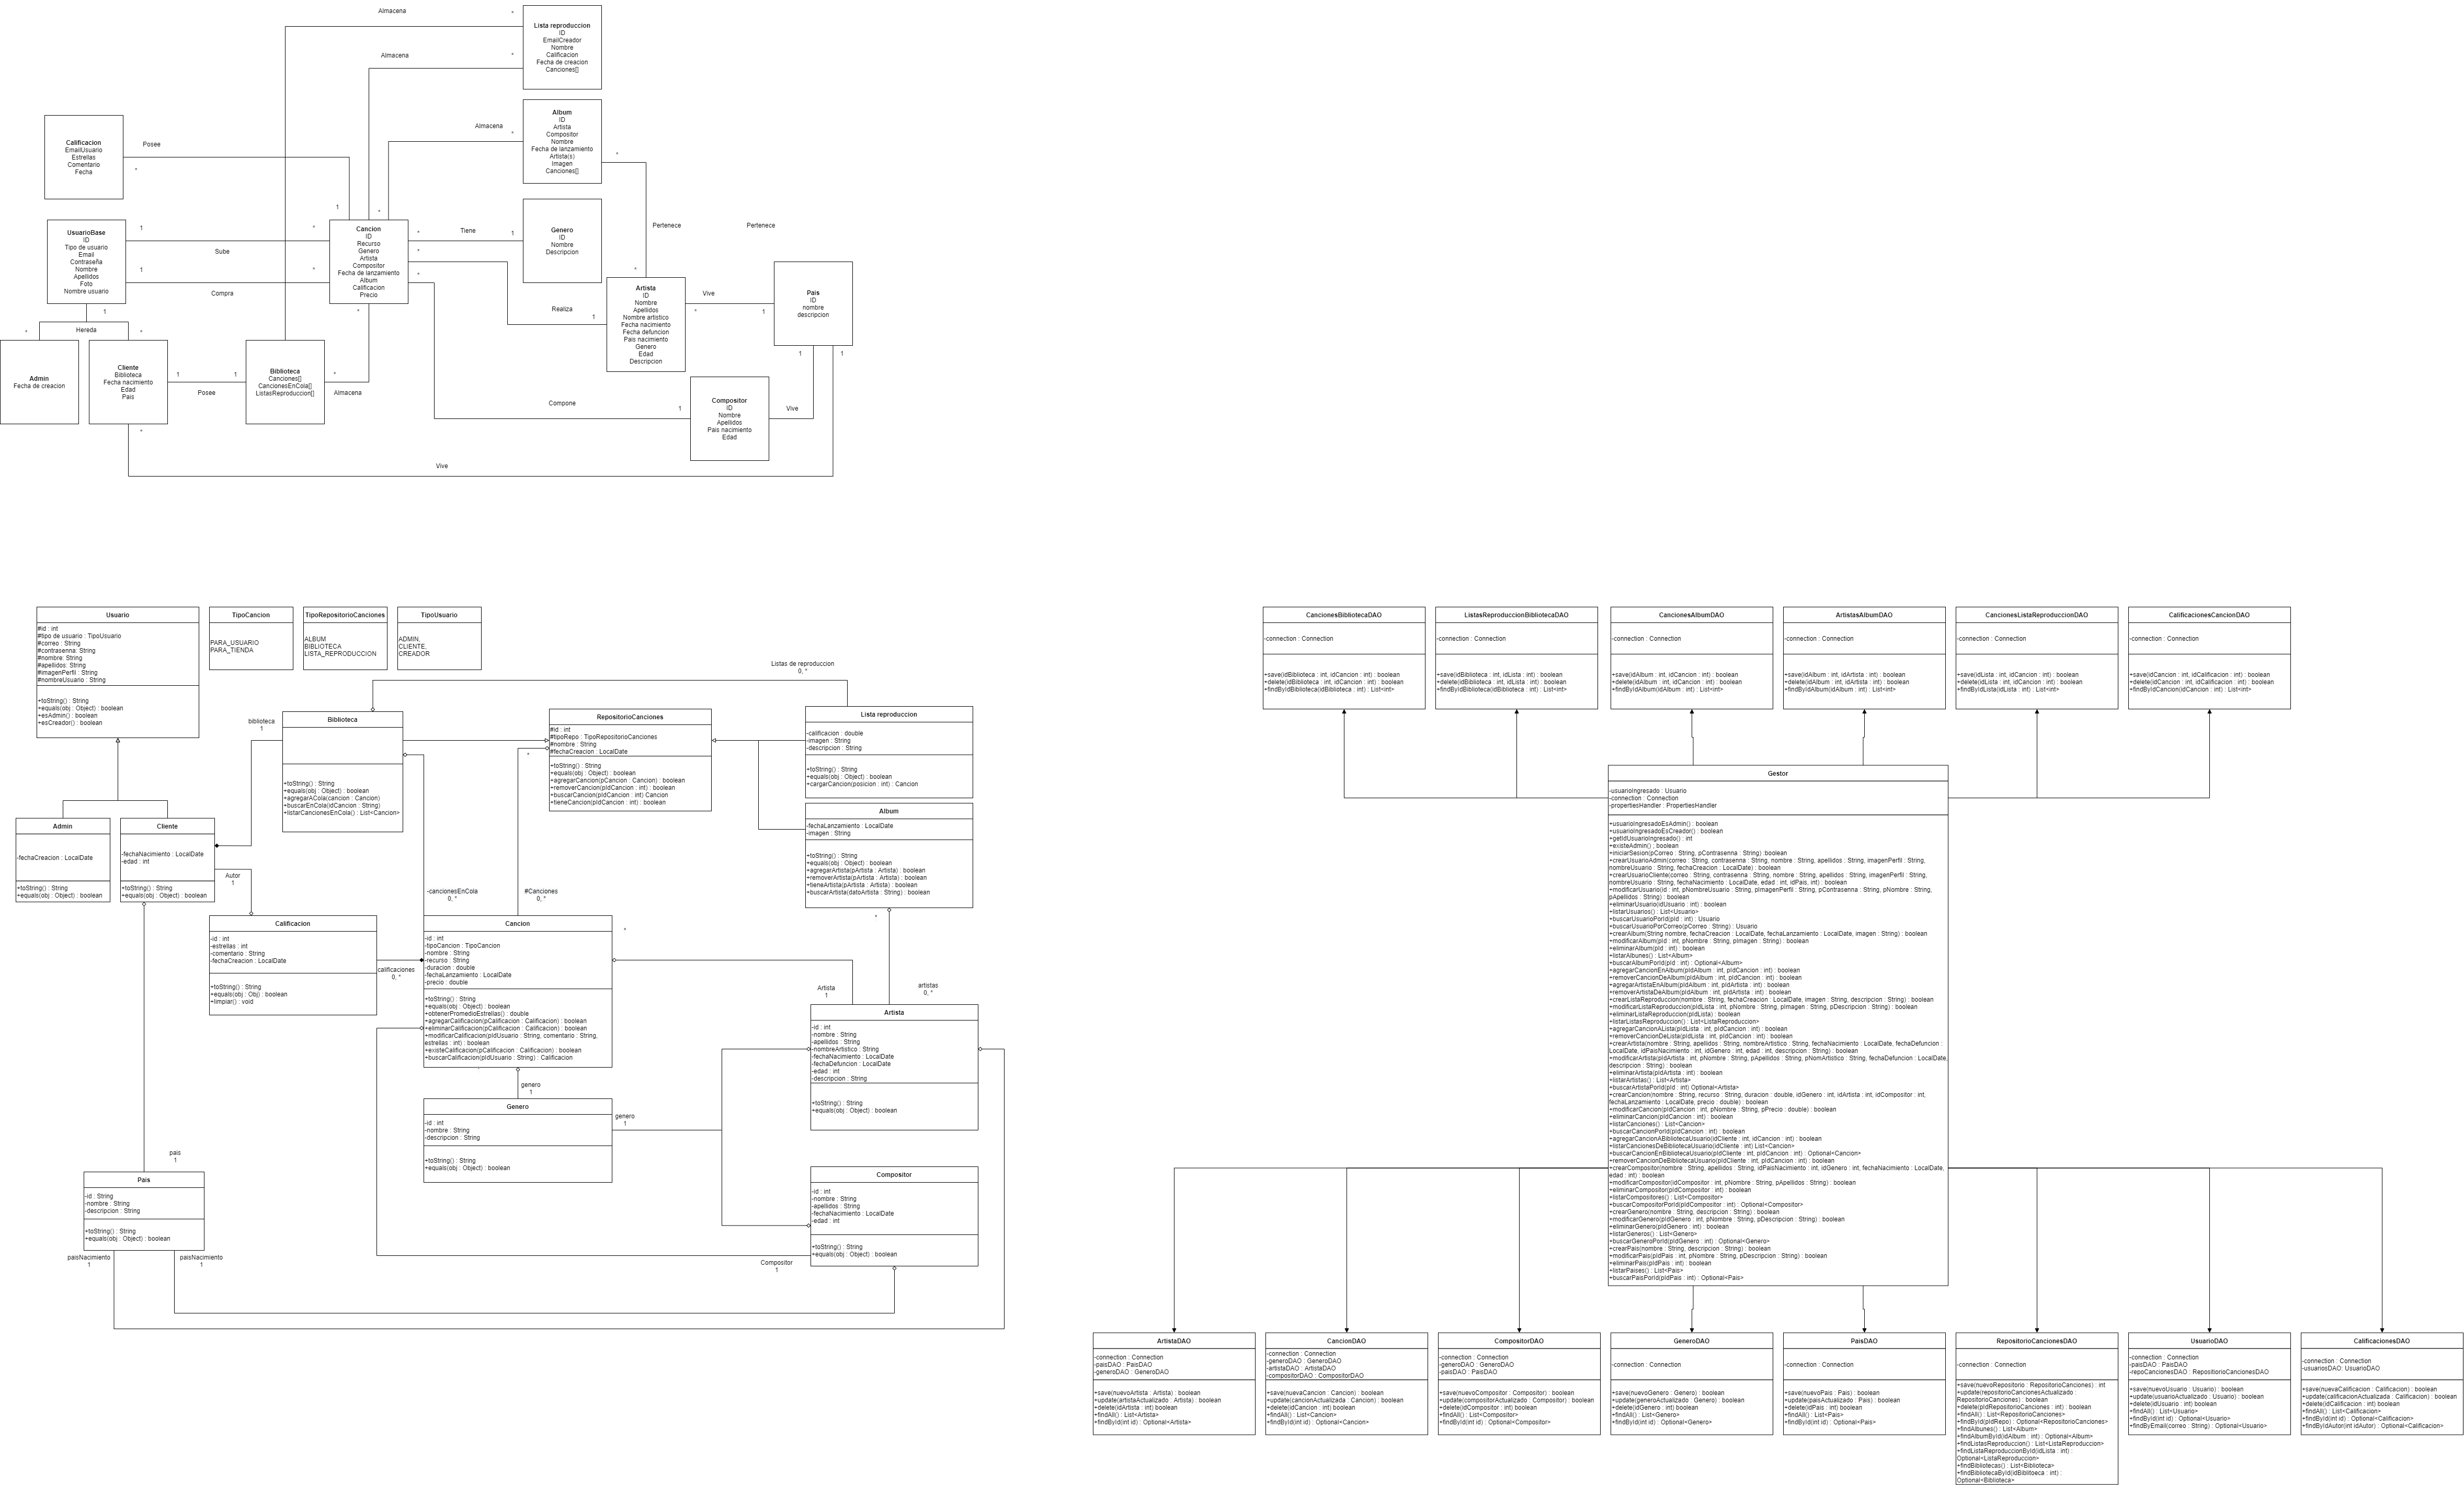 Almacena
*
Lista reproduccion
ID
EmailCreador
Nombre
Calificacion
Fecha de creacion
Canciones[]
Almacena
*
Album
ID
Artista
Compositor
Nombre
Fecha de lanzamiento
Artista(s)
Imagen
Canciones[]
Almacena
*
*
Calificacion
EmailUsuario
Estrellas
Comentario
Fecha
Posee
*
1
*
UsuarioBase
ID
Tipo de usuario
Email
Contraseña
Nombre
Apellidos
Foto
Nombre usuario
1
*
Sube
1
*
Compra
Cancion
ID
Recurso
Genero
Artista
Compositor
Fecha de lanzamiento
Album
Calificacion
Precio
*
Tiene
1
*
*
Genero
ID
Nombre
Descripcion
Pertenece
Pertenece
*
Artista
ID
Nombre
Apellidos
Nombre artistico
Fecha nacimiento
Fecha defuncion
Pais nacimiento
Genero
Edad
Descripcion
Realiza
1
Vive
*
1
Pais
ID
nombre
descripcion
1
1
1
Hereda
*
*
*
Admin
Fecha de creacion
Cliente
Biblioteca
Fecha nacimiento
Edad
Pais
1
1
Posee
Biblioteca
Canciones[]
CancionesEnCola[]
ListasReproduccion[]
*
Almacena
Compone
1
Compositor
ID
Nombre
Apellidos
Pais nacimiento
Edad
Vive
*
Vive
Usuario
#id : int
#tipo de usuario : TipoUsuario
#correo : String
#contrasenna: String
#nombre: String
#apellidos: String
#imagenPerfil : String
#nombreUsuario : String
+toString() : String
+equals(obj : Object) : boolean
+esAdmin() : boolean
+esCreador() : boolean
TipoCancion
PARA_USUARIO
PARA_TIENDA
TipoRepositorioCanciones
ALBUM
BIBLIOTECA
LISTA_REPRODUCCION
TipoUsuario
ADMIN,
CLIENTE,
CREADOR
Listas de reproduccion
0, *
biblioteca
1
Biblioteca
+toString() : String
+equals(obj : Object) : boolean
+agregarACola(cancion : Cancion)
+buscarEnCola(idCancion : String)
+listarCancionesEnCola() : List<Cancion>
RepositorioCanciones
#id : int
#tipoRepo : TipoRepositorioCanciones
#nombre : String
#fechaCreacion : LocalDate
+toString() : String
+equals(obj : Object) : boolean
+agregarCancion(pCancion : Cancion) : boolean
+removerCancion(pIdCancion : int) : boolean
+buscarCancion(pIdCancion : int) Cancion
+tieneCancion(pIdCancion : int) : boolean
*
Lista reproduccion
-calificacion : double
-imagen : String
-descripcion : String
+toString() : String
+equals(obj : Object) : boolean
+cargarCancion(posicion : int) : Cancion
Album
-fechaLanzamiento : LocalDate
-imagen : String
+toString() : String
+equals(obj : Object) : boolean
+agregarArtista(pArtista : Artista) : boolean
+removerArtista(pArtista : Artista) : boolean
+tieneArtista(pArtista : Artista) : boolean
+buscarArtista(datoArtista : String) : boolean
*
Admin
-fechaCreacion : LocalDate
+toString() : String
+equals(obj : Object) : boolean
Cliente
-fechaNacimiento : LocalDate
-edad : int
+toString() : String
+equals(obj : Object) : boolean
Autor
1
-cancionesEnCola
0, *
#Canciones
0, *
Calificacion
-id : int
-estrellas : int
-comentario : String
-fechaCreacion : LocalDate
+toString() : String
+equals(obj : Obj) : boolean
+limpiar() : void
calificaciones
0, *
Cancion
-id : int
-tipoCancion : TipoCancion
-nombre : String
-recurso : String
-duracion : double
-fechaLanzamiento : LocalDate
-precio : double
+toString() : String
+equals(obj : Object) : boolean
+obtenerPromedioEstrellas() : double
+agregarCalificacion(pCalificacion : Calificacion) : boolean
+eliminarCalificacion(pCalificacion : Calificacion) : boolean
+modificarCalificacion(pIdUsuario : String, comentario : String,
estrellas : int) : boolean
+existeCalificacion(pCalificacion : Calificacion) : boolean
+buscarCalificacion(pIdUsuario : String) : Calificacion
*
Artista
1
artistas
0, *
Artista
-id : int
-nombre : String
-apellidos : String
-nombreArtistico : String
-fechaNacimiento : LocalDate
-fechaDefuncion : LocalDate
-edad : int
-descripcion : String
+toString() : String
+equals(obj : Object) : boolean
genero
1
Genero
-id : int
-nombre : String
-descripcion : String
+toString() : String
+equals(obj : Object) : boolean
genero
1
pais
1
Pais
-id : String
-nombre : String
-descripcion : String
+toString() : String
+equals(obj : Object) : boolean
paisNacimiento
1
paisNacimiento
1
Compositor
-id : int
-nombre : String
-apellidos : String
-fechaNacimiento : LocalDate
-edad : int
+toString() : String
+equals(obj : Object) : boolean
Compositor
1
CancionesBibliotecaDAO
-connection : Connection
+save(idBiblioteca : int, idCancion : int) : boolean
+delete(idBiblioteca : int, idCancion : int) : boolean
+findByIdBiblioteca(idBiblioteca : int) : List<int>
ListasReproduccionBibliotecaDAO
-connection : Connection
+save(idBiblioteca : int, idLista : int) : boolean
+delete(idBiblioteca : int, idLista : int) : boolean
+findByIdBiblioteca(idBiblioteca : int) : List<int>
CancionesAlbumDAO
-connection : Connection
+save(idAlbum : int, idCancion : int) : boolean
+delete(idAlbum : int, idCancion : int) : boolean
+findByIdAlbum(idAlbum : int) : List<int>
ArtistasAlbumDAO
-connection : Connection
+save(idAlbum : int, idArtista : int) : boolean
+delete(idAlbum : int, idArtista : int) : boolean
+findByIdAlbum(idAlbum : int) : List<int>
CancionesListaReproduccionDAO
-connection : Connection
+save(idLista : int, idCancion : int) : boolean
+delete(idLista : int, idCancion : int) : boolean
+findByIdLista(idLista : int) : List<int>
CalificacionesCancionDAO
-connection : Connection
+save(idCancion : int, idCalificacion : int) : boolean
+delete(idCancion : int, idCalificacion : int) : boolean
+findByIdCancion(idCancion : int) : List<int>
Gestor
-usuarioIngresado : Usuario
-connection : Connection
-propertiesHandler : PropertiesHandler
+usuarioIngresadoEsAdmin() : boolean
+usuarioIngresadoEsCreador() : boolean
+getIdUsuarioIngresado() : int
+existeAdmin() ; boolean
+iniciarSesion(pCorreo : String, pContrasenna : String) :boolean
+crearUsuarioAdmin(correo : String, contrasenna : String, nombre : String, apellidos : String, imagenPerfil : String,
nombreUsuario : String, fechaCreacion : LocalDate) : boolean
+crearUsuarioCliente(correo : String, contrasenna : String, nombre : String, apellidos : String, imagenPerfil : String,
nombreUsuario : String, fechaNacimiento : LocalDate, edad : int, idPais, int) : boolean
+modificarUsuario(id : int, pNombreUsuario : String, pImagenPerfil : String, pContrasenna : String, pNombre : String,
pApellidos : String) : boolean
+eliminarUsuario(idUsuario : int) : boolean
+listarUsuarios() : List<Usuario>
+buscarUsuarioPorId(pId : int) : Usuario
+buscarUsuarioPorCorreo(pCorreo : String) : Usuario
+crearAlbum(String nombre, fechaCreacion : LocalDate, fechaLanzamiento : LocalDate, imagen : String) : boolean
+modificarAlbum(pId : int, pNombre : String, pImagen : String) : boolean
+eliminarAlbum(pId : int) : boolean
+listarAlbunes() : List<Album>
+buscarAlbumPorId(pId : int) : Optional<Album>
+agregarCancionEnAlbum(pIdAlbum : int, pIdCancion : int) : boolean
+removerCancionDeAlbum(pIdAlbum : int, pIdCancion : int) : boolean
+agregarArtistaEnAlbum(pIdAlbum : int, pIdArtista : int) : boolean
+removerArtistaDeAlbum(pIdAlbum : int, pIdArtista : int) : boolean
+crearListaReproduccion(nombre : String, fechaCreacion : LocalDate, imagen : String, descripcion : String) : boolean
+modificarListaReproduccion(pIdLista : int, pNombre : String, pImagen : String, pDescripcion : String) : boolean
+eliminarListaReproduccion(pIdLista) : boolean
+listarListasReproduccion() : List<ListaReproduccion>
+agregarCancionALista(pIdLista : int, pIdCancion : int) : boolean
+removerCancionDeLista(pIdLista : int, pIdCancion : int) : boolean
+crearArtista(nombre : String, apellidos : String, nombreArtistico : String, fechaNacimiento : LocalDate, fechaDefuncion :
LocalDate, idPaisNacimiento : int, idGenero : int, edad : int, descripcion : String) : boolean
+modificarArtista(pIdArtista : int, pNombre : String, pApellidos : String, pNomArtistico : String, fechaDefuncion : LocalDate,
descripcion : String) : boolean
+eliminarArtista(pIdArtista : int) : boolean
+listarArtistas() : List<Artista>
+buscarArtistaPorId(pId : int) Optional<Artista>
+crearCancion(nombre : String, recurso : String, duracion : double, idGenero : int, idArtista : int, idCompositor : int,
fechaLanzamiento : LocalDate, precio : double) : boolean
+modificarCancion(pIdCancion : int, pNombre : String, pPrecio : double) : boolean
+eliminarCancion(pIdCancion : int) : boolean
+listarCanciones() : List<Cancion>
+buscarCancionPorId(pIdCancion : int) : boolean
+agregarCancionABibliotecaUsuario(idCliente : int, idCancion : int) : boolean
+listarCancionesDeBibliotecaUsuario(idCliente : int) List<Cancion>
+buscarCancionEnBibliotecaUsuario(pIdCliente : int, pIdCancion : int) : Optional<Cancion>
+removerCancionDeBibliotecaUsuario(pIdCliente : int, pIdCancion : int) : boolean
+crearCompositor(nombre : String, apellidos : String, idPaisNacimiento : int, idGenero : int, fechaNacimiento : LocalDate,
edad : int) : boolean
+modificarCompositor(idCompositor : int, pNombre : String, pApellidos : String) : boolean
+eliminarCompositor(pIdCompositor : int) : boolean
+listarCompositores() : List<Compositor>
+buscarCompositorPorId(pIdCompositor : int) : Optional<Compositor>
+crearGenero(nombre : String, descripcion : String) : boolean
+modificarGenero(pIdGenero : int, pNombre : String, pDescripcion : String) : boolean
+eliminarGenero(pIdGenero : int) : boolean
+listarGeneros() : List<Genero>
+buscarGeneroPorId(pIdGenero : int) : Optional<Genero>
+crearPais(nombre : String, descripcion : String) : boolean
+modificarPais(pIdPais : int, pNombre : String, pDescripcion : String) : boolean
+eliminarPais(pIdPais : int) : boolean
+listarPaises() : List<Pais>
+buscarPaisPorId(pIdPais : int) : Optional<Pais>
ArtistaDAO
-connection : Connection
-paisDAO : PaisDAO
-generoDAO : GeneroDAO
+save(nuevoArtista : Artista) : boolean
+update(artistaActualizado : Artista) : boolean
+delete(idArtista : int) boolean
+findAll() : List<Artista>
+findById(int id) : Optional<Artista>
CancionDAO
-connection : Connection
-generoDAO : GeneroDAO
-artistaDAO : ArtistaDAO
-compositorDAO : CompositorDAO
+save(nuevaCancion : Cancion) : boolean
+update(cancionActualizada : Cancion) : boolean
+delete(idCancion : int) boolean
+findAll() : List<Cancion>
+findById(int id) : Optional<Cancion>
CompositorDAO
-connection : Connection
-generoDAO : GeneroDAO
-paisDAO : PaisDAO
+save(nuevoCompositor : Compositor) : boolean
+update(compositorActualizado : Compositor) : boolean
+delete(idCompositor : int) boolean
+findAll() : List<Compositor>
+findById(int id) : Optional<Compositor>
GeneroDAO
-connection : Connection
+save(nuevoGenero : Genero) : boolean
+update(generoActualizado : Genero) : boolean
+delete(idGenero : int) boolean
+findAll() : List<Genero>
+findById(int id) : Optional<Genero>
PaisDAO
-connection : Connection
+save(nuevoPais : Pais) : boolean
+update(paisActualizado : Pais) : boolean
+delete(idPais : int) boolean
+findAll() : List<Pais>
+findById(int id) : Optional<Pais>
RepositorioCancionesDAO
-connection : Connection
+save(nuevoRepositorio : RepositorioCanciones) : int
+update(repositorioCancionesActualizado :
RepositorioCanciones) : boolean
+delete(pIdRepositorioCanciones : int) : boolean
+findAll() : List<RepositorioCanciones>
+findById(pIdRepo) : Optional<RepositorioCanciones>
+findAlbunes() : List<Album>
+findAlbumById(idAlbum : int) : Optional<Album>
+findListasReproduccion() : List<ListaReproduccion>
+findListaReproduccionById(idLista : int) :
Optional<ListaReproduccion>
+findBibliotecas() : List<Biblioteca>
+findBibliotecaById(idBiblitoeca : int) :
Optional<Biblioteca>
UsuarioDAO
-connection : Connection
-paisDAO : PaisDAO
-repoCancionesDAO : RepositiorioCancionesDAO
+save(nuevoUsuario : Usuario) : boolean
+update(usuarioActualizado : Usuario) : boolean
+delete(idUsuario : int) boolean
+findAll() : List<Usuario>
+findById(int id) : Optional<Usuario>
+findByEmail(correo : String) : Optional<Usuario>
CalificacionesDAO
-connection : Connection
-usuariosDAO: UsuarioDAO
+save(nuevaCalificacion : Calificacion) : boolean
+update(calificacionActualizada : Calificacion) : boolean
+delete(idCalificacion : int) boolean
+findAll() : List<Calificacion>
+findById(int id) : Optional<Calificacion>
+findByIdAutor(int idAutor) : Optional<Calificacion>